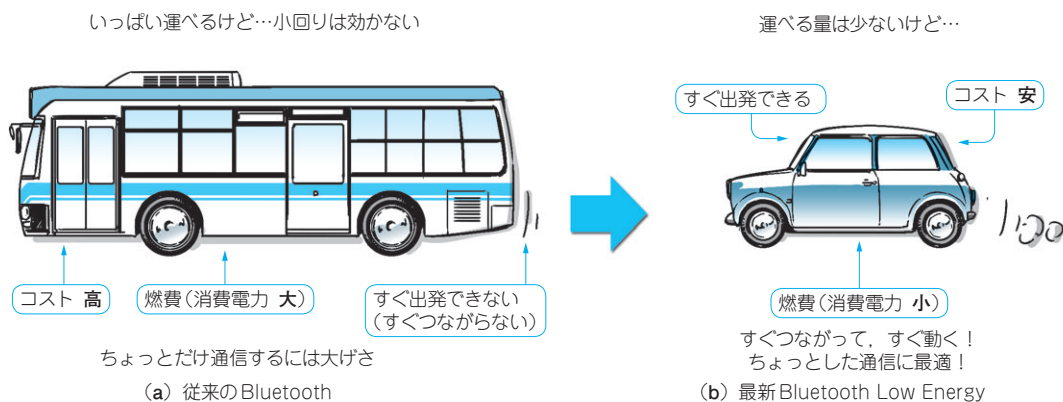 いっぱい運べるけど…小回りは効かない
運べる量は少ないけど…
すぐ出発できる
コスト 安
コスト 高
燃費(消費電力 大)
すぐ出発できない
(すぐつながらない)
燃費(消費電力 小)
ちょっとだけ通信するには大げさ
すぐつながって，すぐ動く！
ちょっとした通信に最適！
(a) 従来のBluetooth
(b) 最新Bluetooth Low Energy